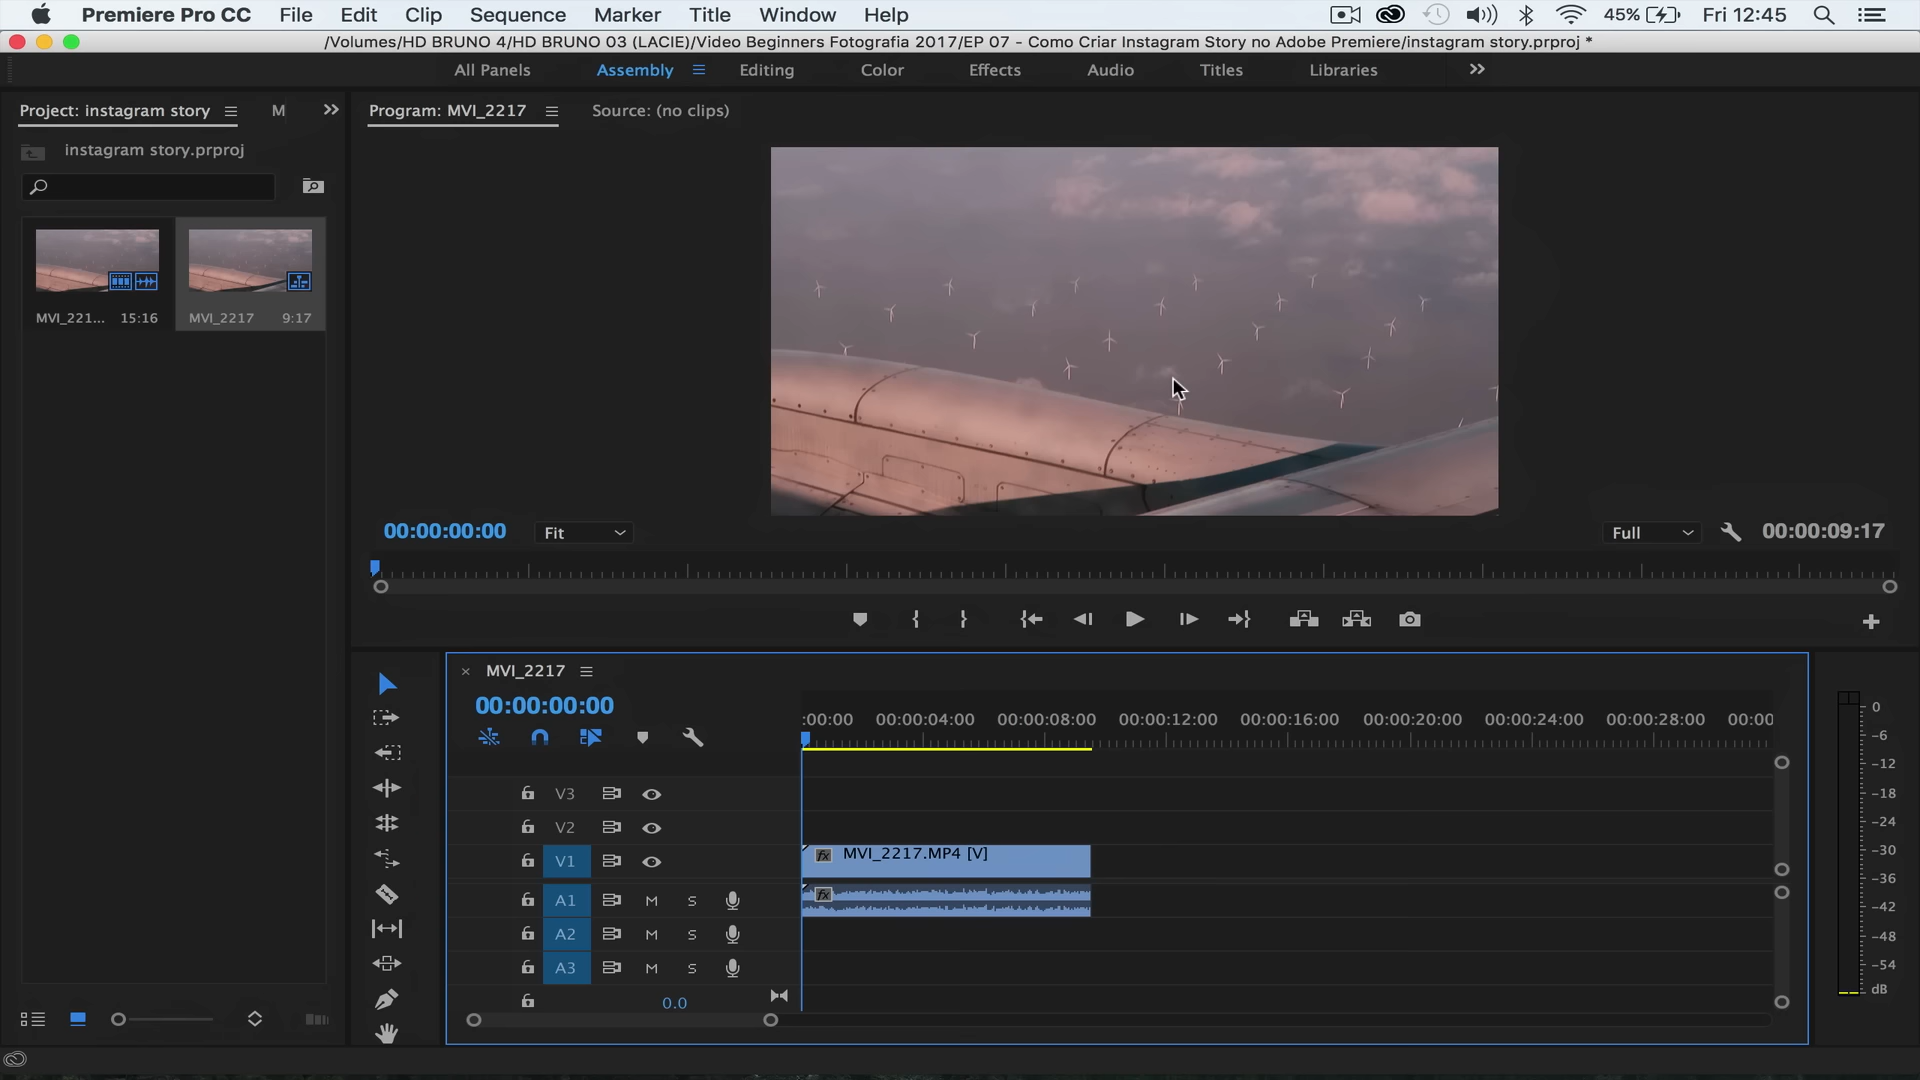 Premiere Pro CC File Edit Clip Sequence Marker Title Window Help 45% Fri 12:45
/Volumes/HD BRUNO 4/HD BRUNO 03 (LACIE)/Video Beginners Fotografia 2017/EP 07 - Como Criar Instagram Story no Adobe Premiere/instagram story.prproj *
All Panels Assembly Editing Color Effects Audio Titles Libraries
Project: instagram story M
Program: MVI_2217 Source: (no clips)
instagram story.prproj
MVI_221... 15:16 MVI_2217 9:17
00:00:00:00 Fit Full 00:00:09:17
MVI_2217
00:00:00:00
:00:00 00:00:04:00 00:00:08:00 00:00:12:00 00:00:16:00 00:00:20:00 00:00:24:00 00:00:28:00 00:00
V3
V2
V1 fx MVI_2217.MP4 [V]
A1 M S fx
A2 M S
A3 M S
0.0
0
-6
-12
-18
-24
-30
-36
-42
-48
-54
dB